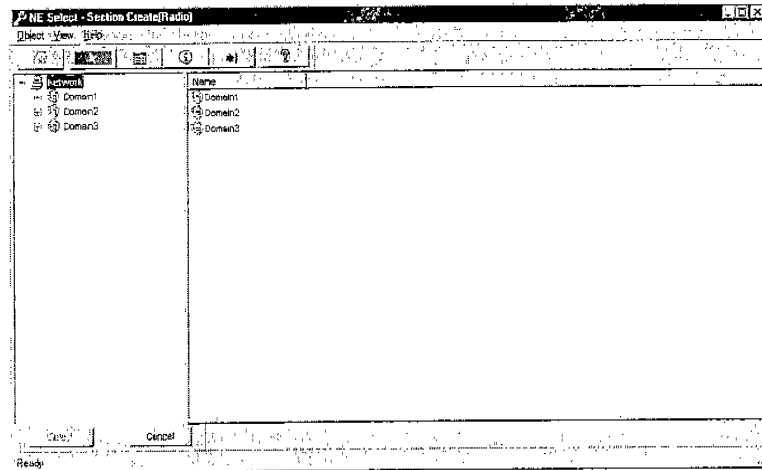 NE Select - Section Create(Radio)
Object View Help
Network
Domain1
Domain2
Domain3
Name
Domain1
Domain2
Domain3
Cancel
Ready